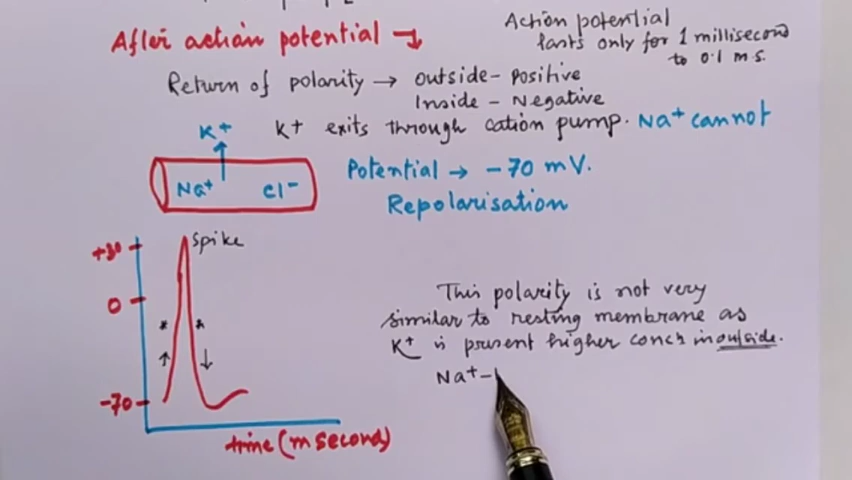 After action potential
Action potential
lasts only for 1 millisecond
to 0.1 m.s.
Return of polarity → Outside - Positive
Inside - Negative
K+ exits through cation pump. Na+ cannot
K+
Na+ Cl-
Potential → -70 mV.
Repolarisation
+30
Spike
0
-70
time (m second)
This polarity is not very
similar to resting membrane as
K+ is present higher concn in outside.
Na+ -